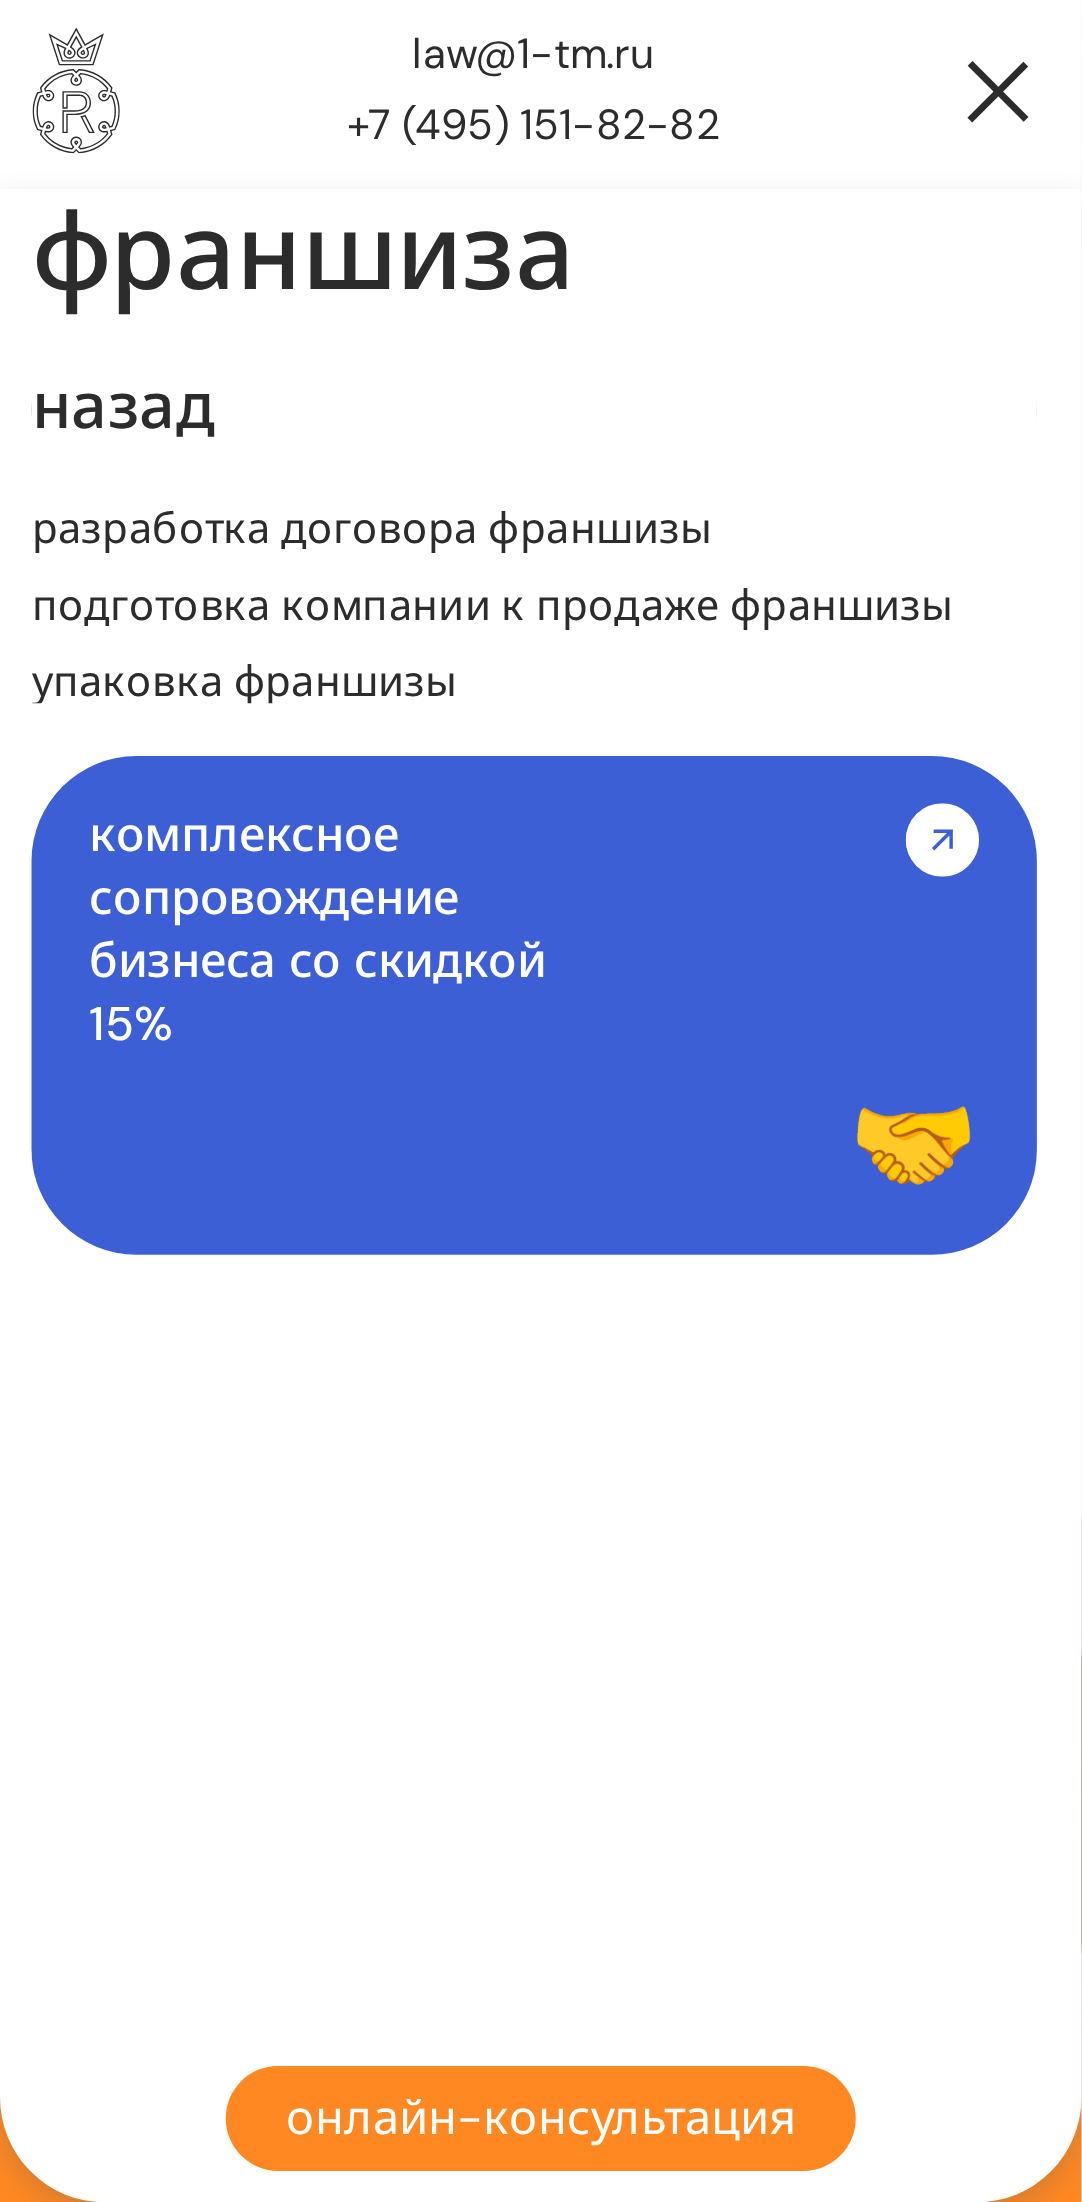 law@1-tm.ru
+7 (495) 151-82-82
R
франшиза
назад
разработка договора франшизы
подготовка компании к продаже франшизы
упаковка франшизы
комплексное
сопровождение
бизнеса со скидкой
15%
онлайн-консультация